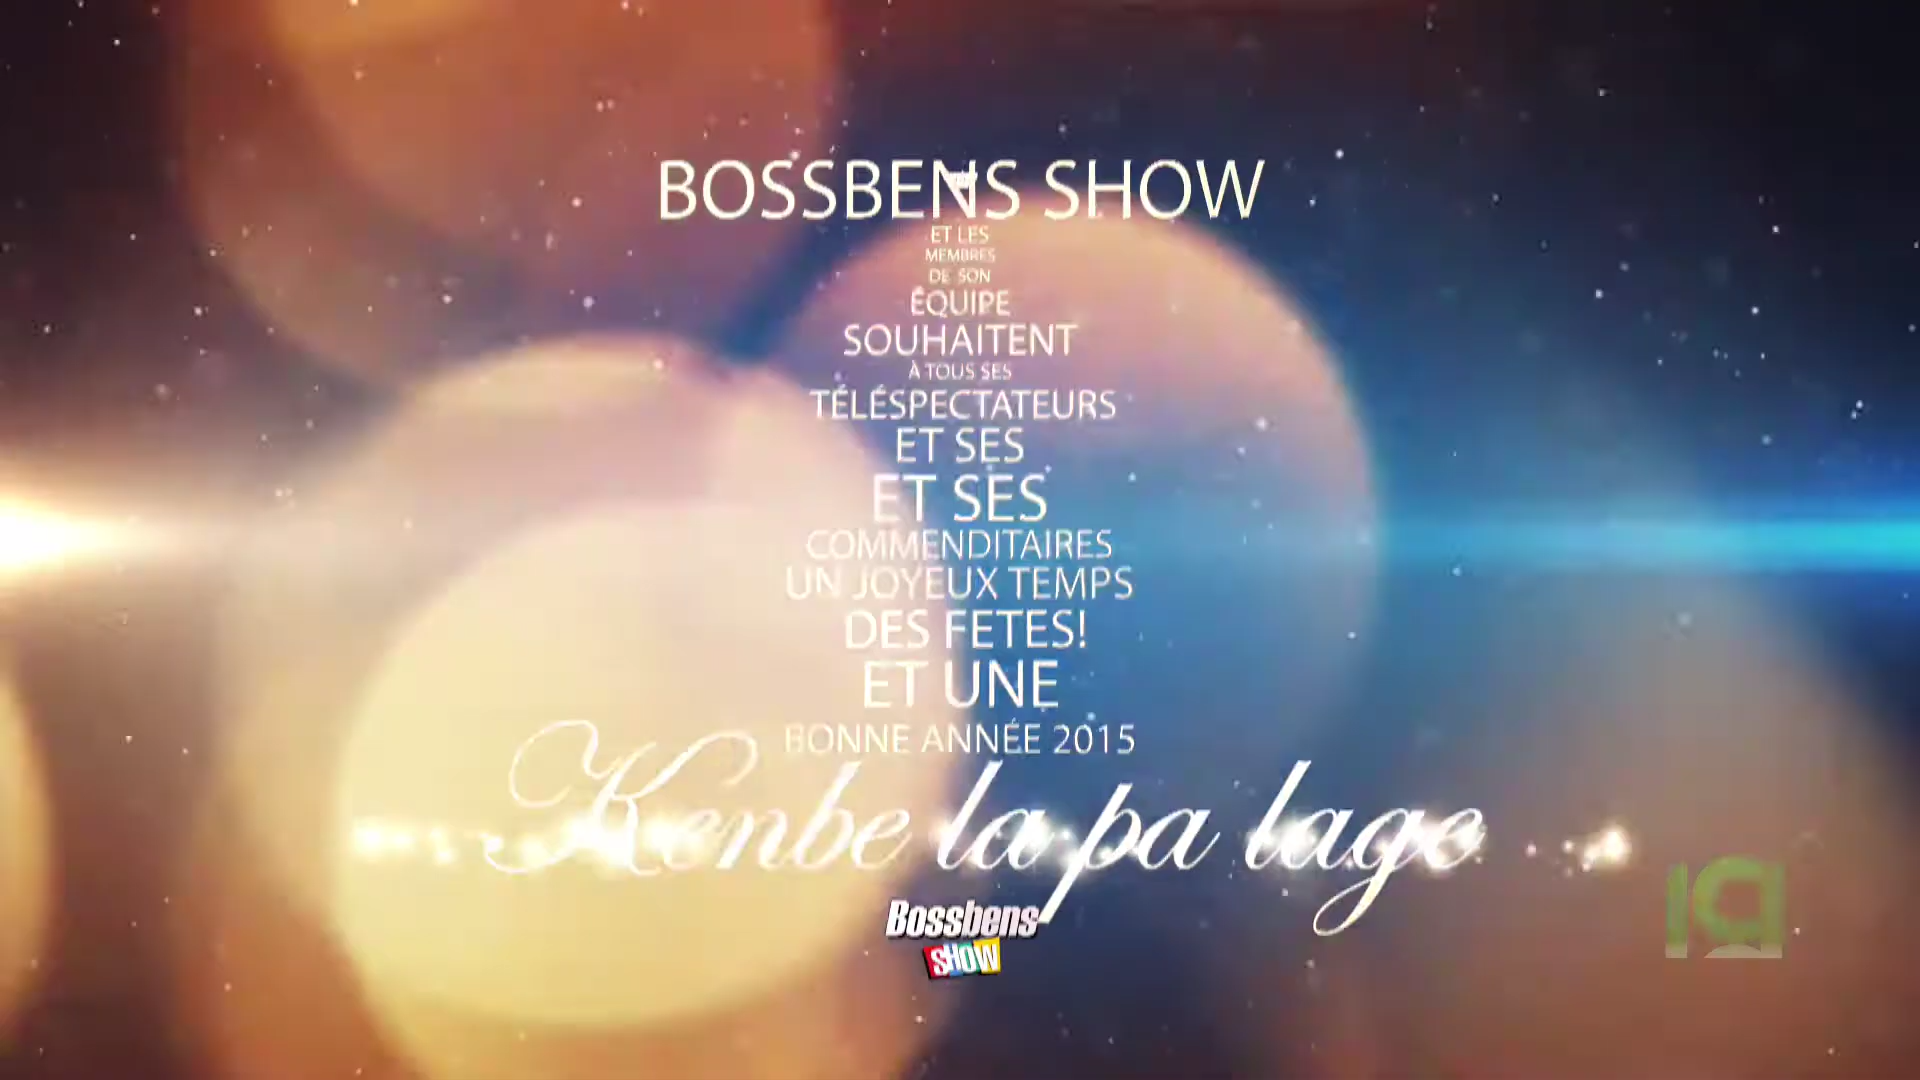 BOSSBENS SHOW
ET LES
MEMBRES
DE SON
ÉQUIPE
SOUHAITENT
À TOUS SES
TÉLÉSPECTATEURS
ET SES
ET SES
COMMENDITAIRES
UN JOYEUX TEMPS
DES FETES!
ET UNE
BONNE ANNÉE 2015
Kenbe la pa lage
Bossbens
SHOW